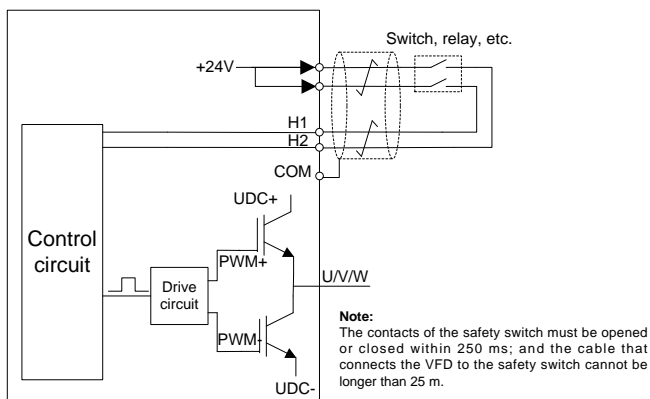 Switch, relay, etc.
+24V
H1
H2
COM
UDC+
Control
circuit
PWM+
Drive
circuit
U/V/W
PWM-
UDC-
Note:
The contacts of the safety switch must be opened
or closed within 250 ms; and the cable that
connects the VFD to the safety switch cannot be
longer than 25 m.